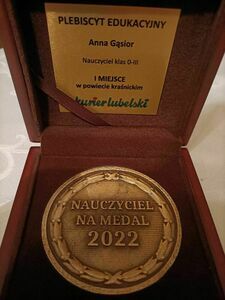 PLEBISCYT EDUKACYJNY
Anna Gąsior
Nauczyciel klas 0-III
I MIEJSCE
w powiecie kraśnickim
kurier lubelski
NAUCZYCIEL
NA MEDAL
2022